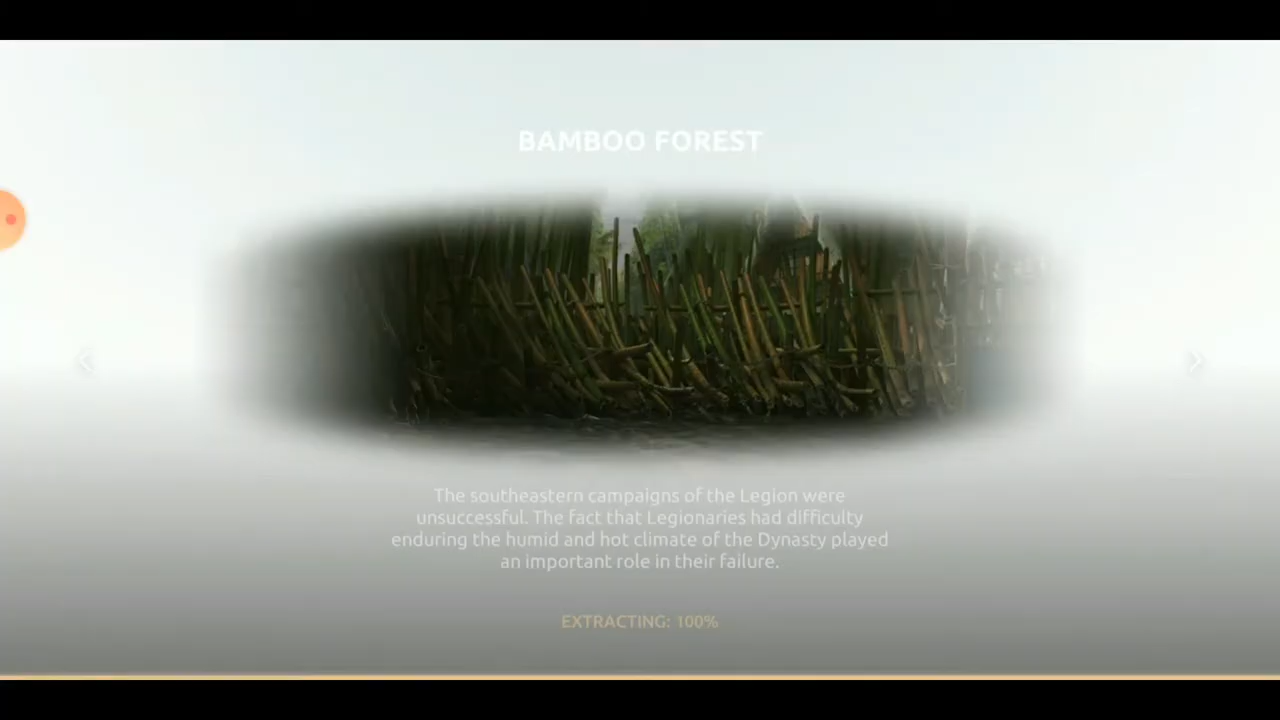 BAMBOO FOREST
The southeastern campaigns of the Legion were
unsuccessful. The fact that Legionaries had difficulty
enduring the humid and hot climate of the Dynasty played
an important role in their failure.
EXTRACTING: 100%